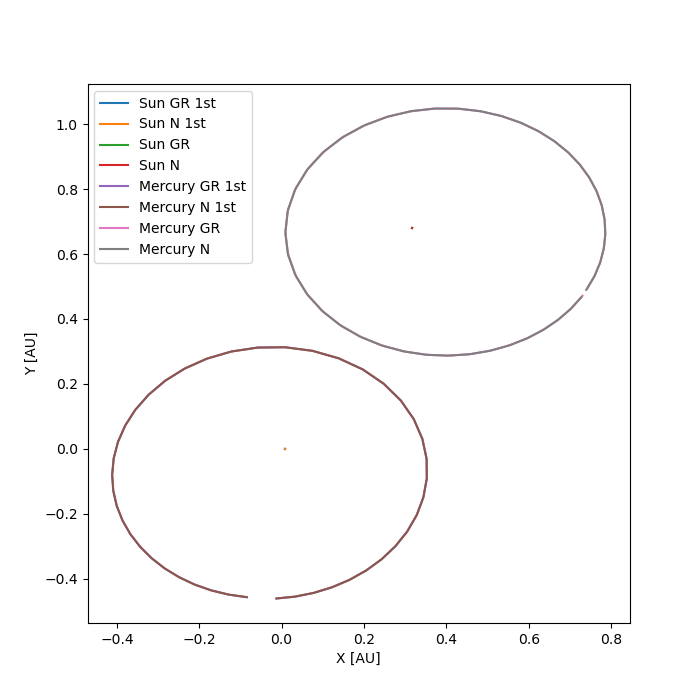 Sun GR 1st
Sun N 1st
Sun GR
Sun N
Mercury GR 1st
Mercury N 1st
Mercury GR
Mercury N
1.0
0.8
0.6
0.4
0.2
0.0
−0.2
−0.4
Y [AU]
−0.4 −0.2 0.0 0.2 0.4 0.6 0.8
X [AU]